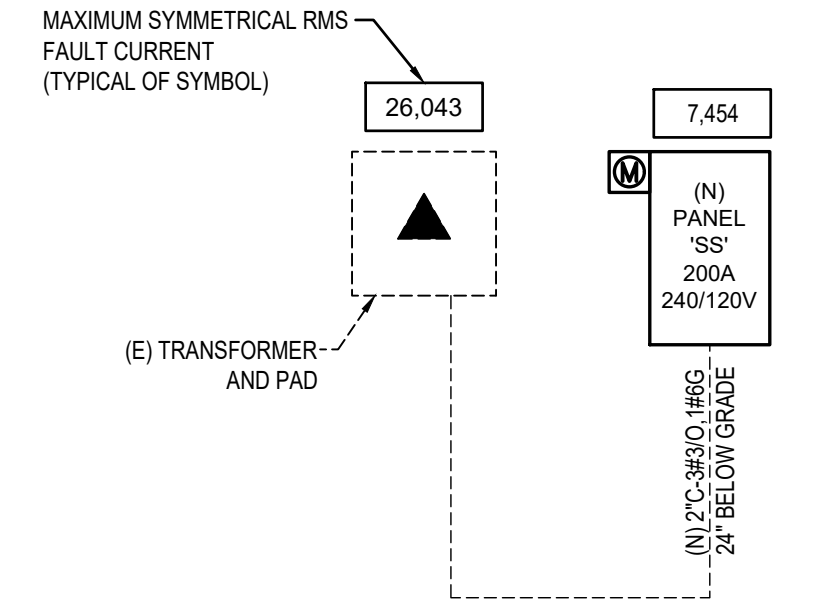 MAXIMUM SYMMETRICAL RMS
FAULT CURRENT
(TYPICAL OF SYMBOL)
26,043
7,454
M
(N)
PANEL
'SS'
200A
240/120V
(E) TRANSFORMER
AND PAD
(N) 2"C-3#3/O,1#6G
24" BELOW GRADE